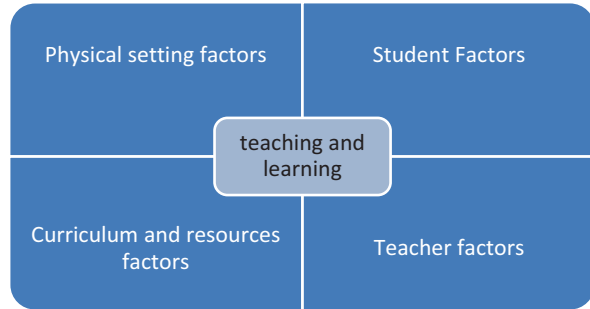 Physical setting factors
Student Factors
teaching and
learning
Curriculum and resources
factors
Teacher factors